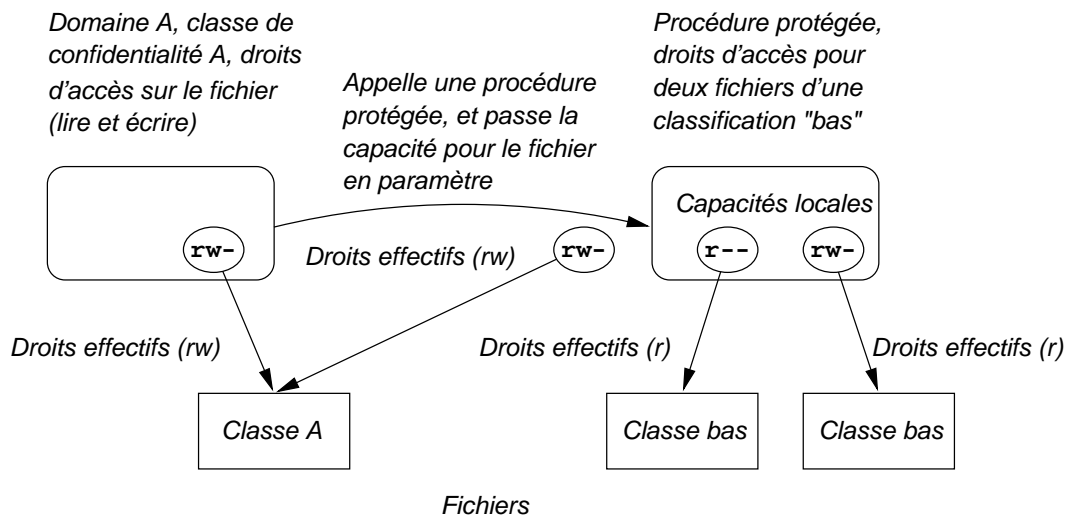 Domaine A, classe de
confidentialité A, droits
d'accès sur le fichier
(lire et écrire)
Appelle une procédure
protégée, et passe la
capacité pour le fichier
en paramètre
Procédure protégée,
droits d'accès pour
deux fichiers d'une
classification "bas"
Capacités locales
rw-
Droits effectifs (rw)
rw-
r--
rw-
Droits effectifs (rw)
Droits effectifs (r)
Droits effectifs (r)
Classe A
Classe bas
Classe bas
Fichiers